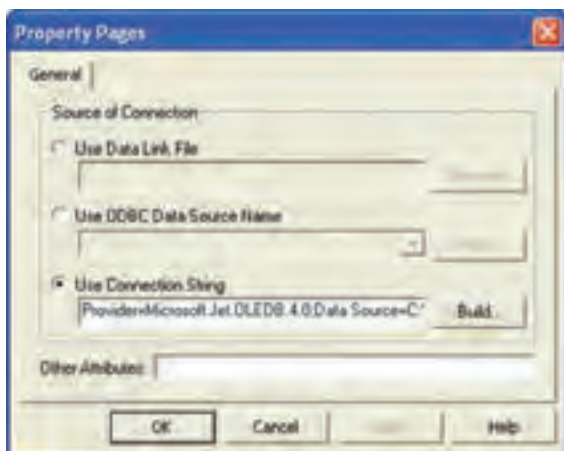 Property Pages
General
Source of Connection
Use Data Link File
Use ODBC Data Source Name
Use Connection String
Provider=Microsoft.Jet.OLEDB.4.0;Data Source=C:\
Build...
Other Attributes:
OK
Cancel
Help